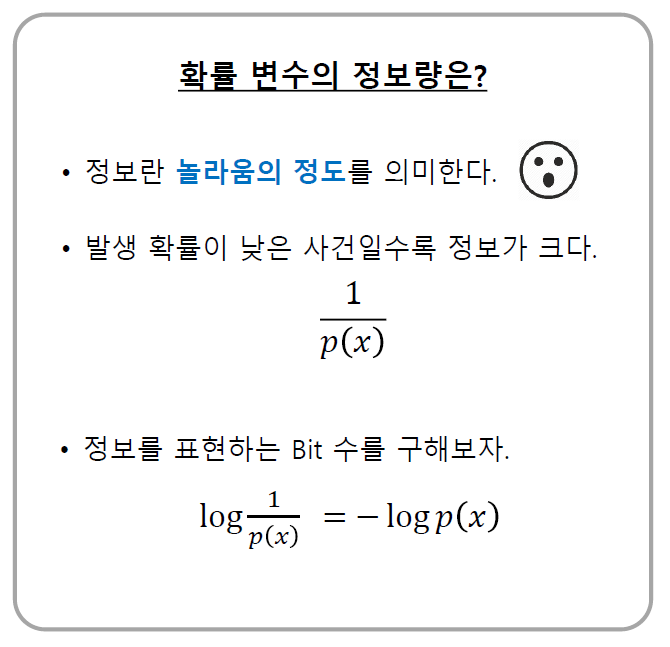 확률 변수의 정보량은?
• 정보란 놀라움의 정도를 의미한다.
• 발생 확률이 낮은 사건일수록 정보가 크다.
1
p(x)
• 정보를 표현하는 Bit 수를 구해보자.
log 1/p(x) = − log p(x)